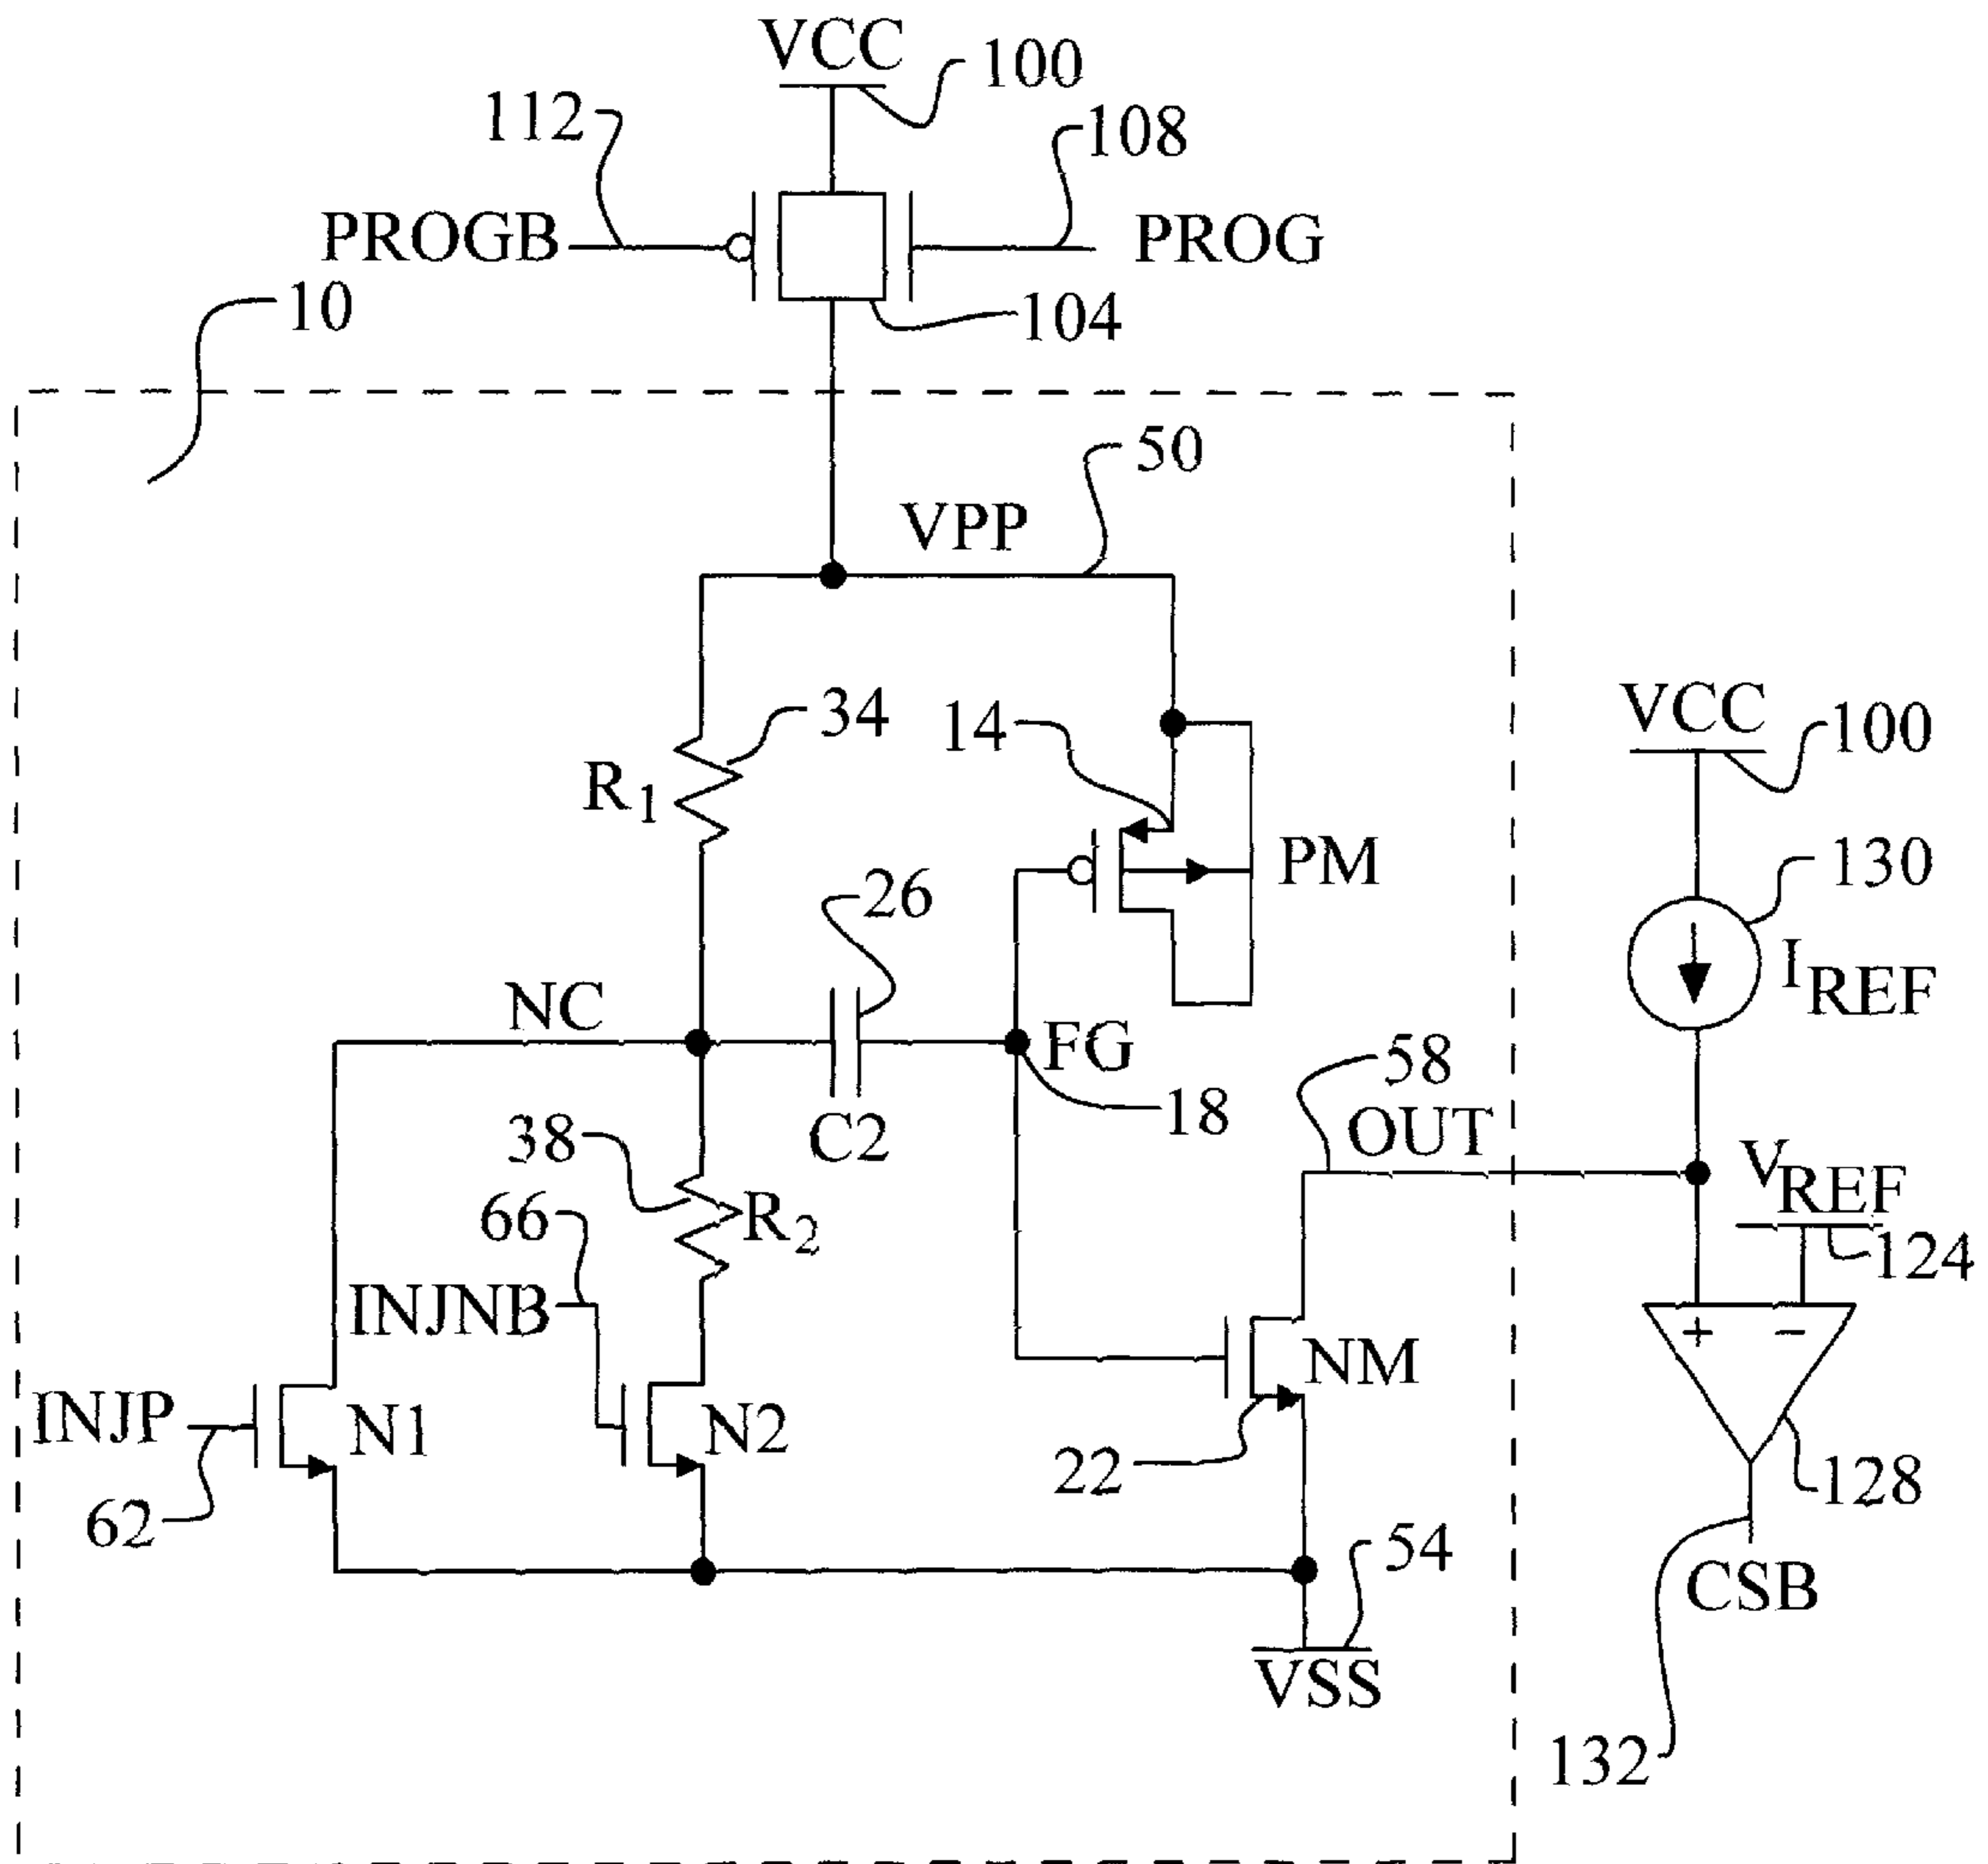 VCC
100
112
108
PROGB
PROG
10
104
50
VPP
34
14
VCC
100
R1
PM
130
26
IREF
NC
FG
58
18
OUT
C2
38
VREF
66
R2
124
INJNB
+ −
NM
INJP
N1
N2
22
128
62
54
CSB
VSS
132